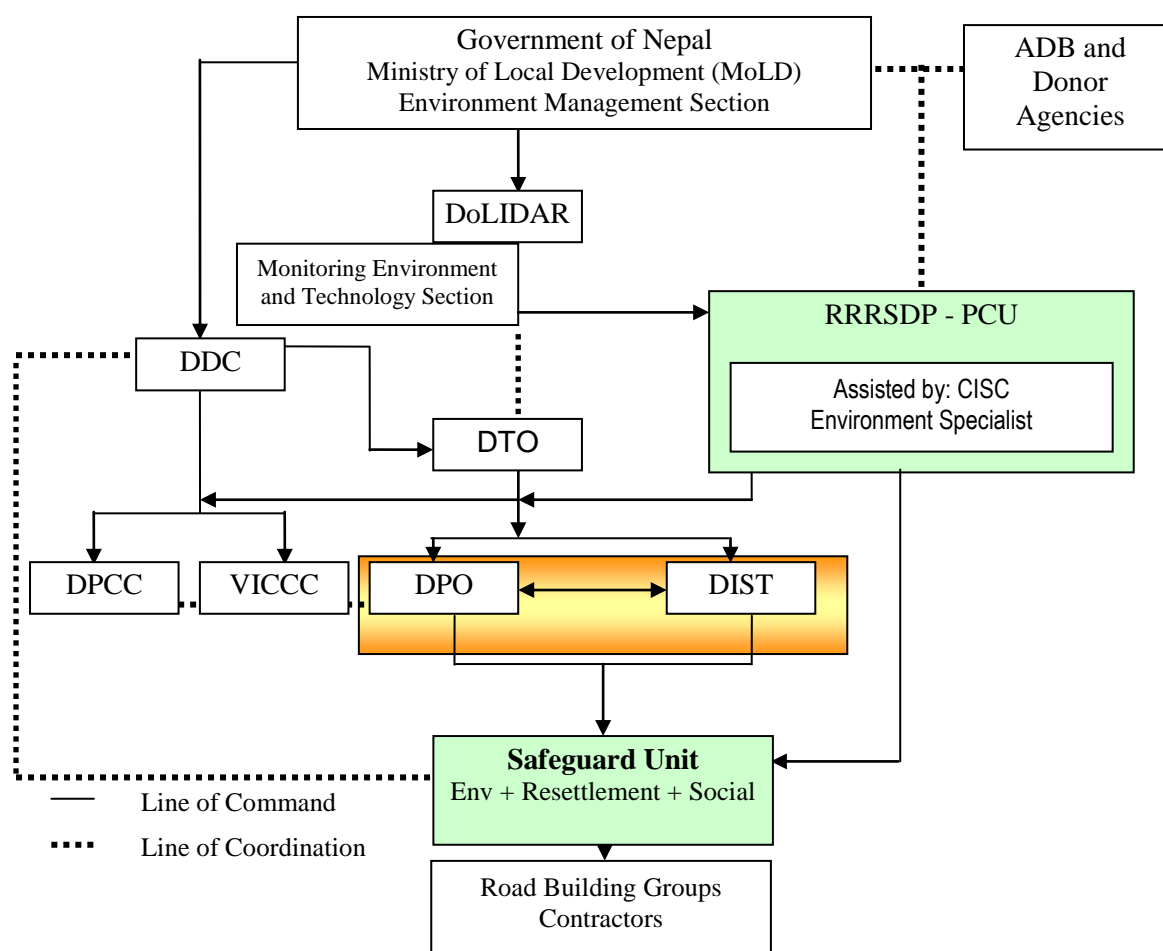 Government of Nepal
Ministry of Local Development (MoLD)
Environment Management Section
ADB and
Donor
Agencies
DoLIDAR
Monitoring Environment
and Technology Section
RRRSDP - PCU
Assisted by: CISC
Environment Specialist
DDC
DTO
DPCC
VICCC
DPO
DIST
Safeguard Unit
Env + Resettlement + Social
Line of Command
Line of Coordination
Road Building Groups
Contractors